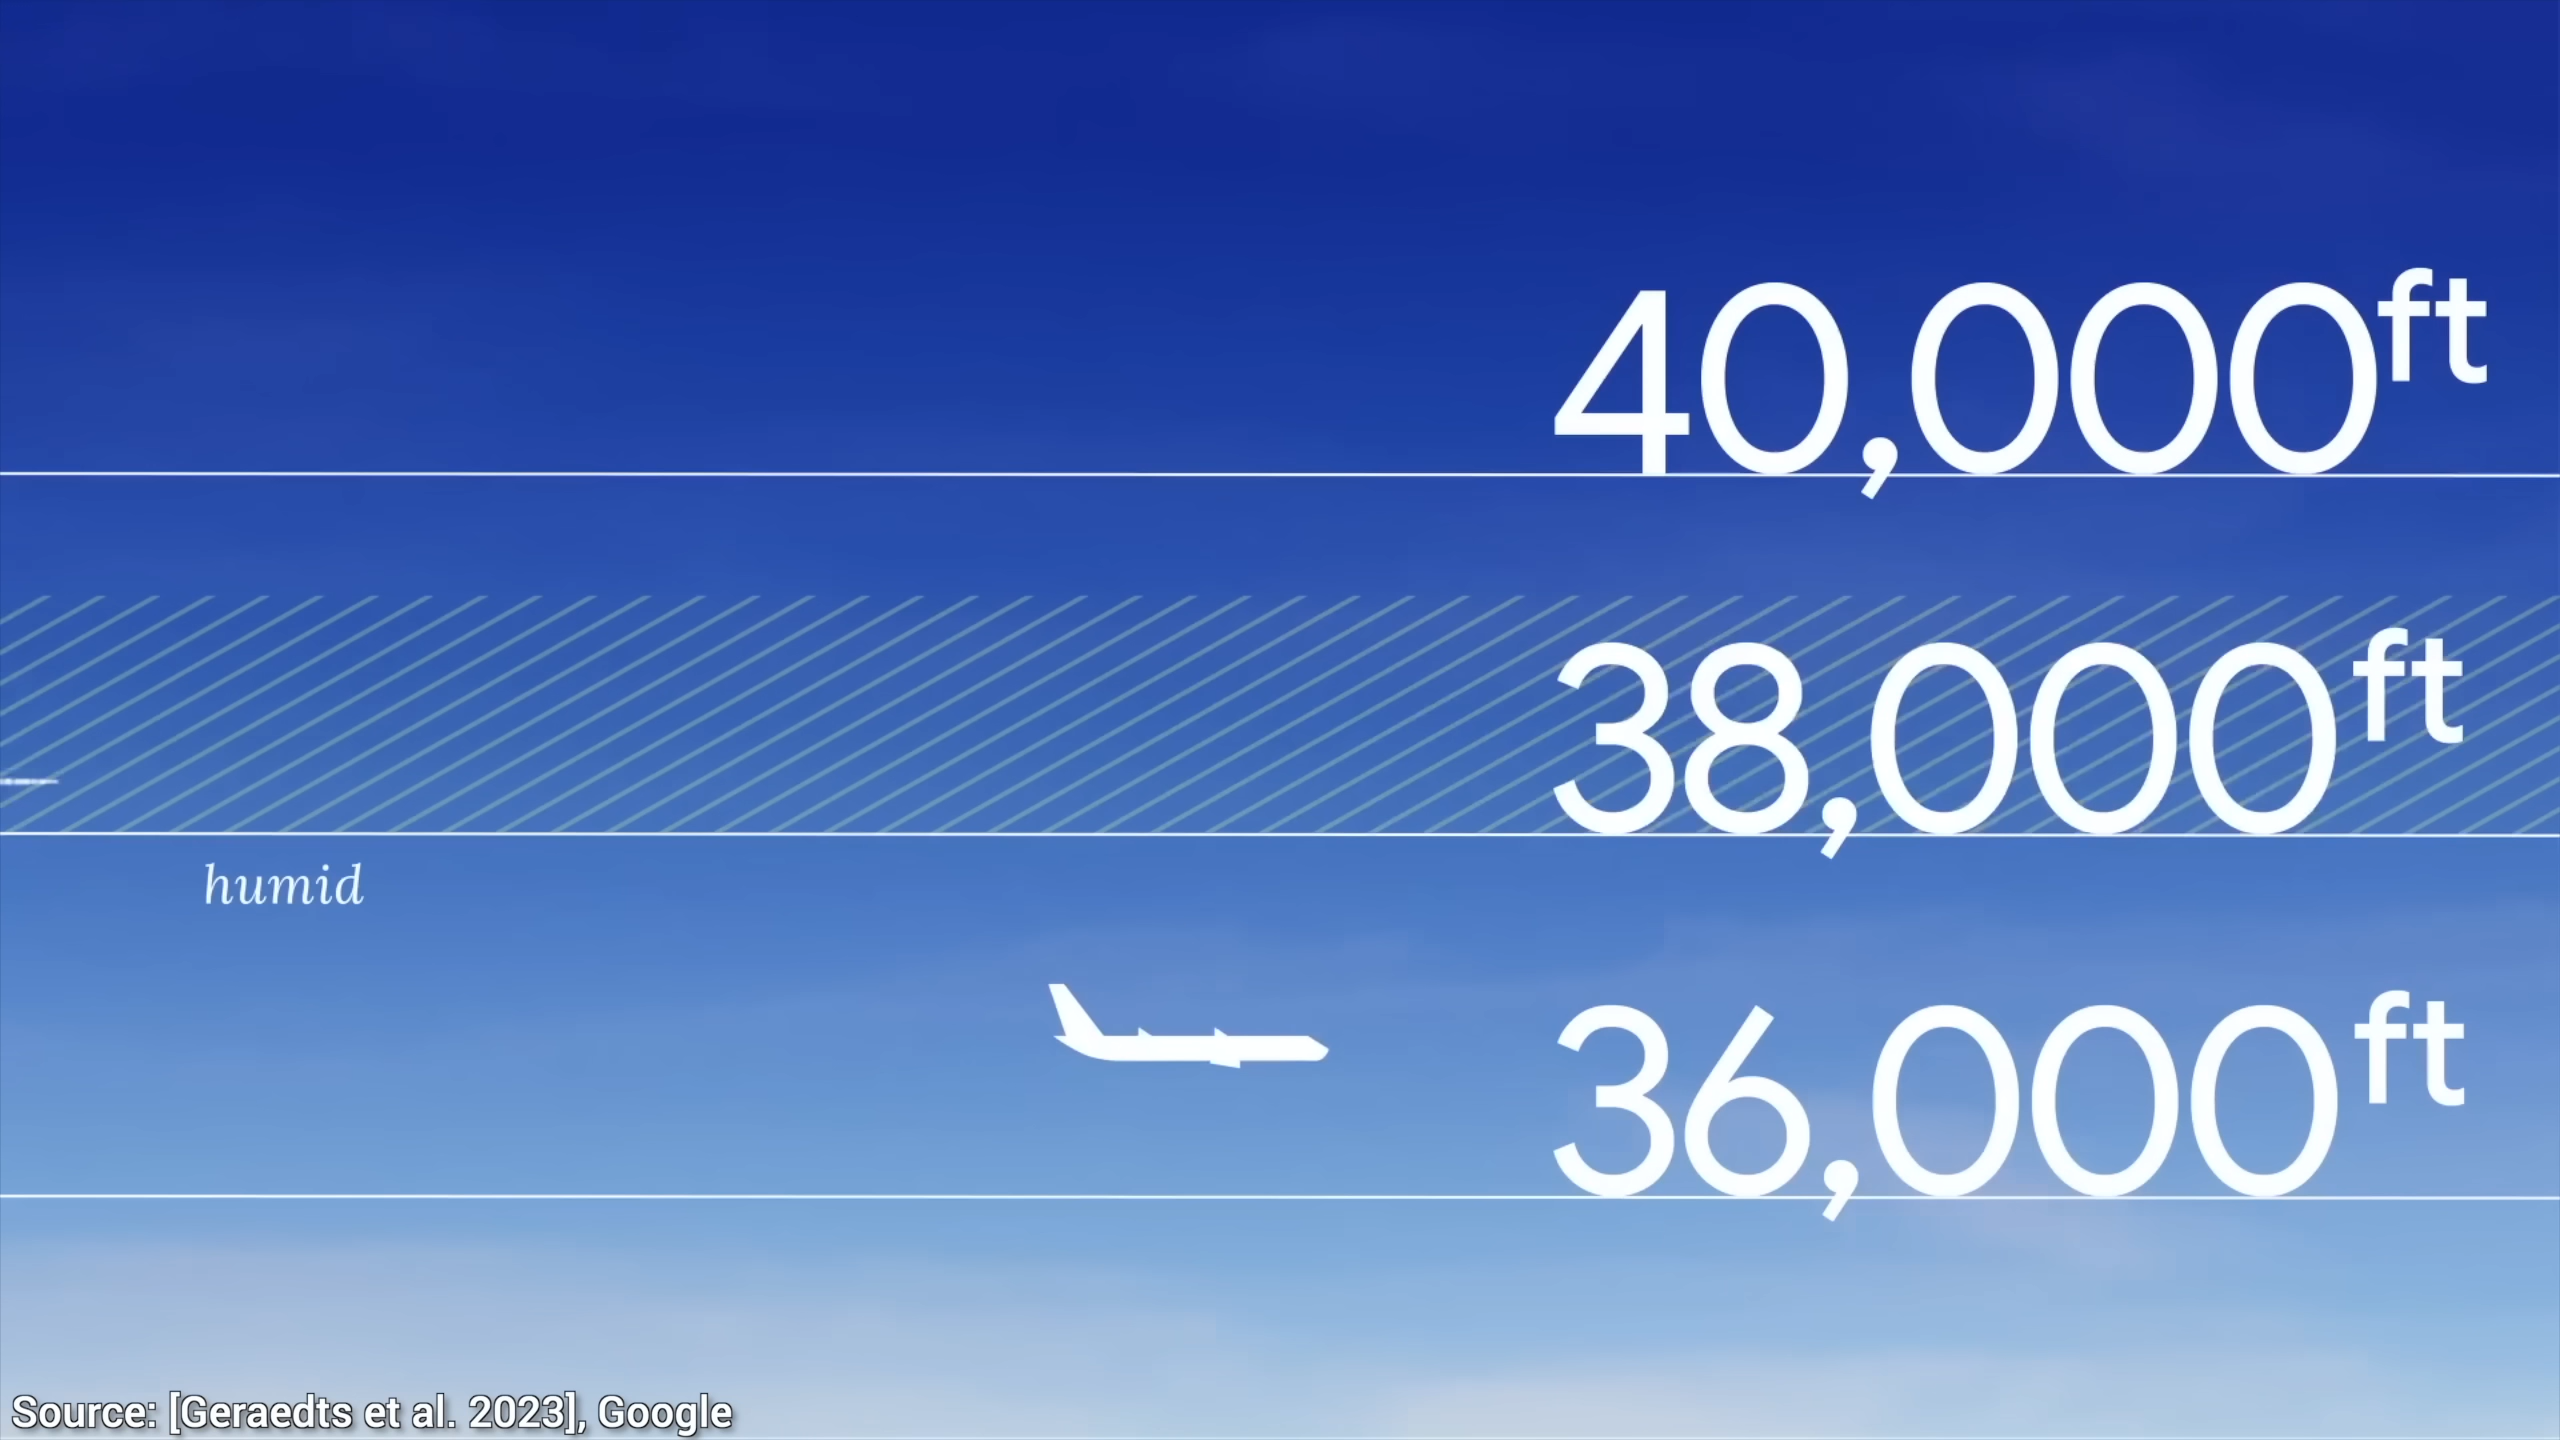 40,000ft
38,000ft
humid
36,000ft
Source: [Geraedts et al. 2023], Google